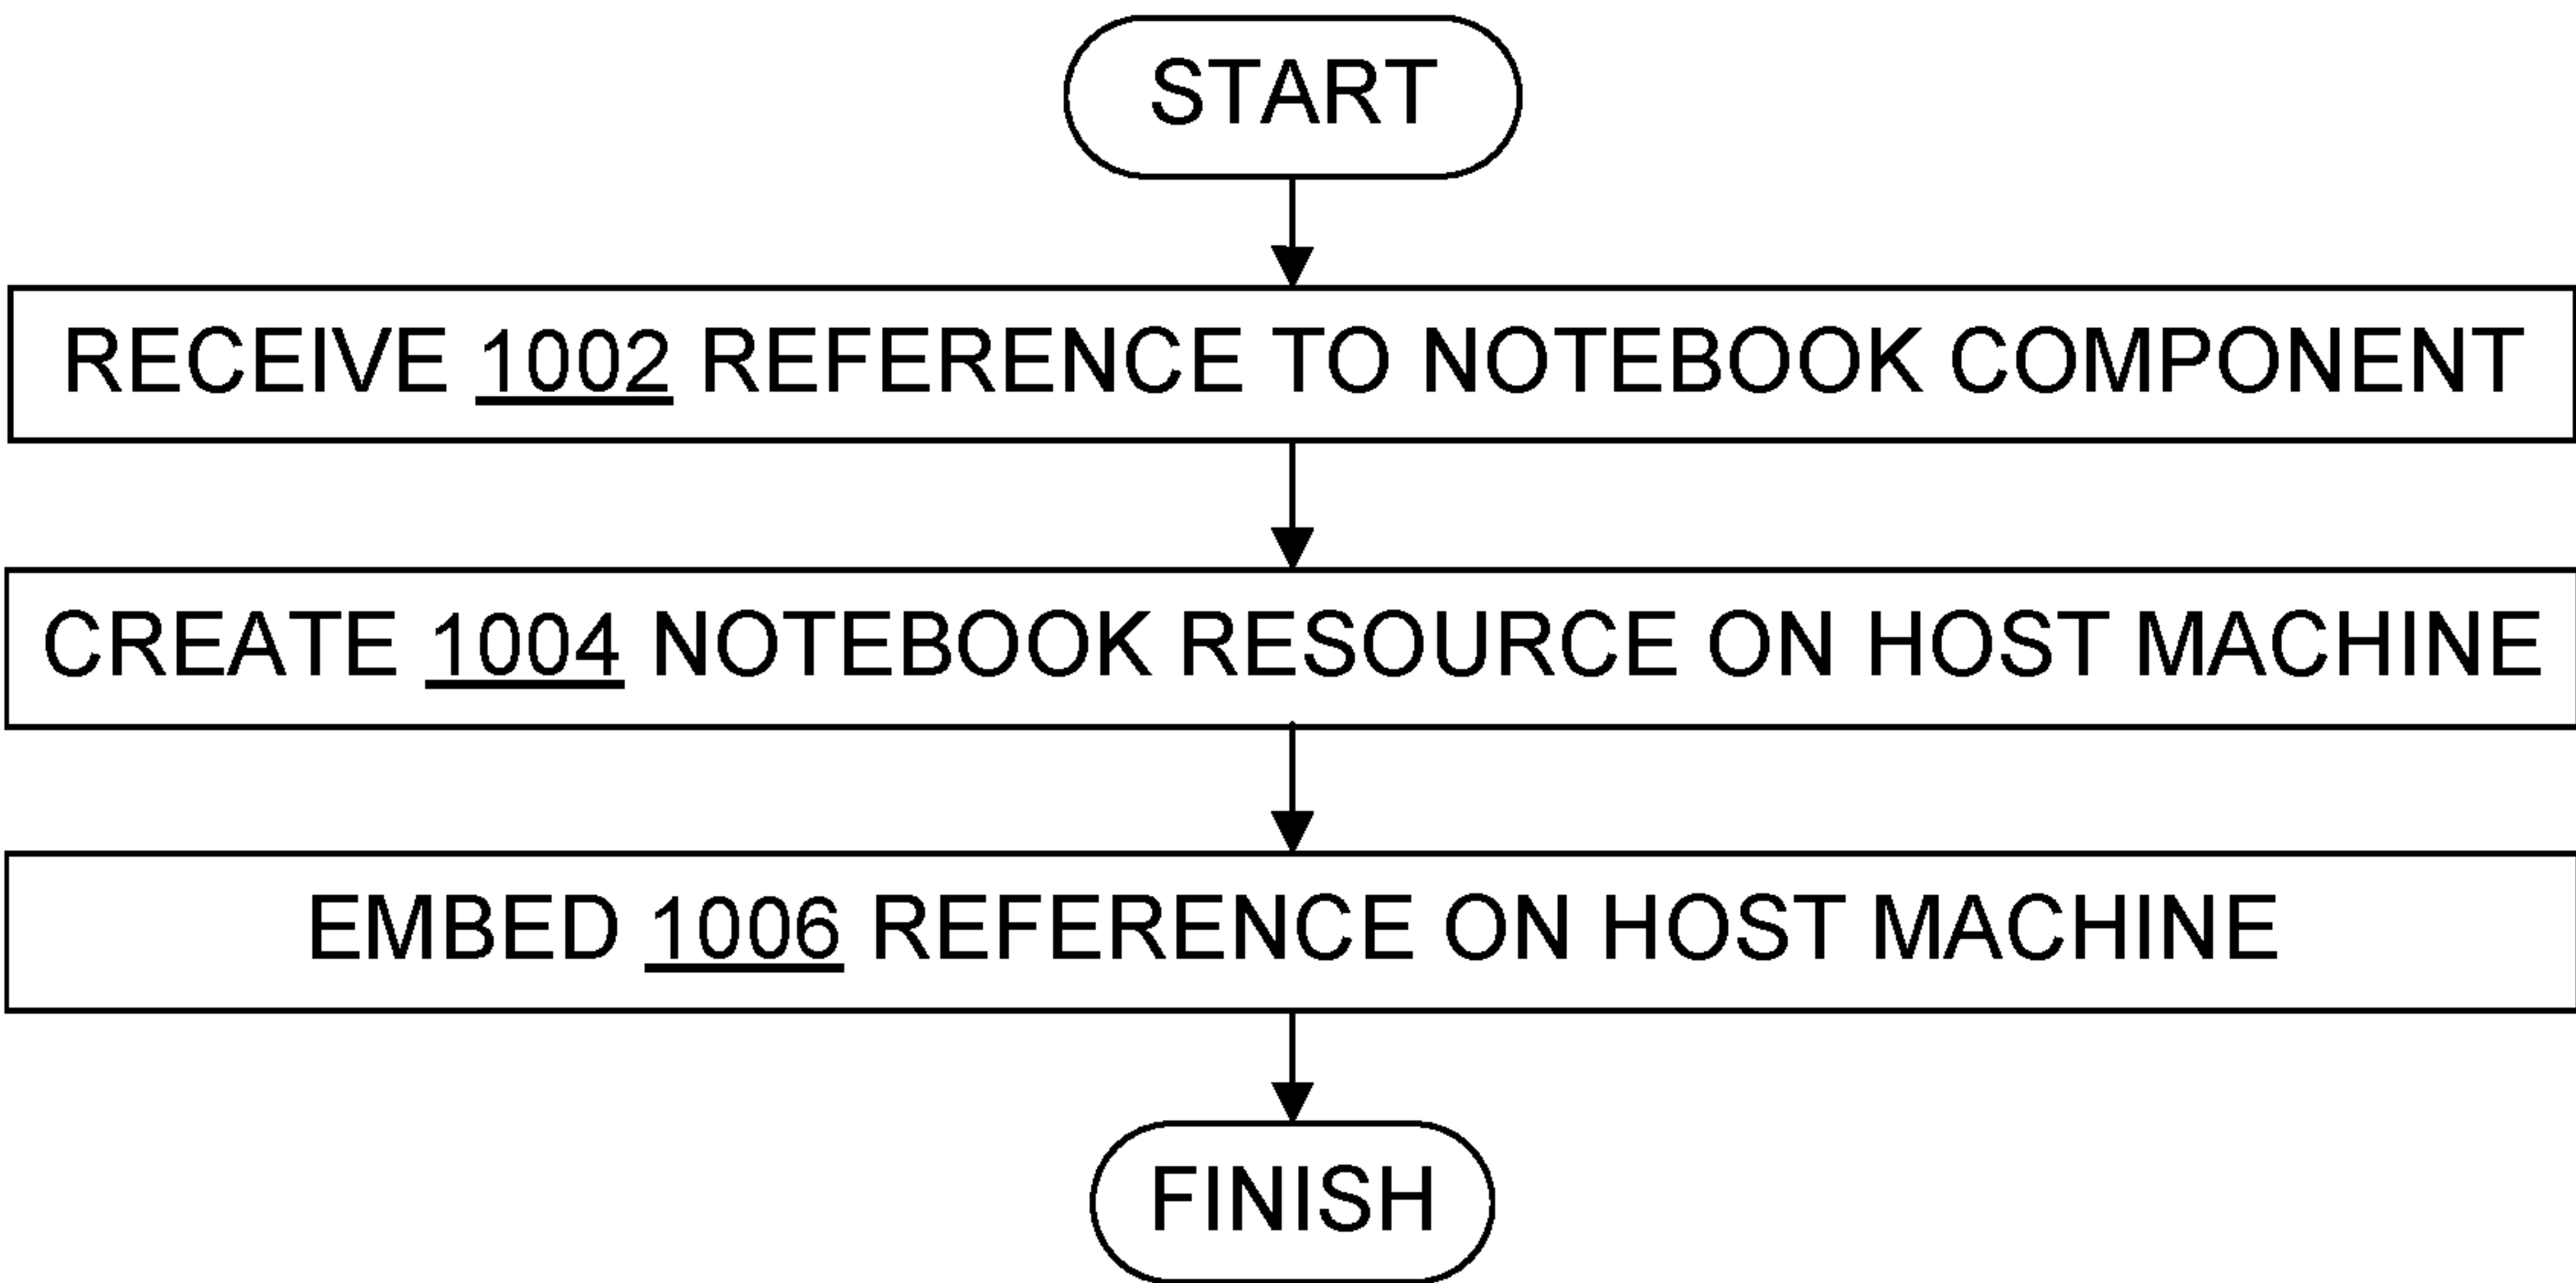 START
RECEIVE 1002 REFERENCE TO NOTEBOOK COMPONENT
CREATE 1004 NOTEBOOK RESOURCE ON HOST MACHINE
EMBED 1006 REFERENCE ON HOST MACHINE
FINISH